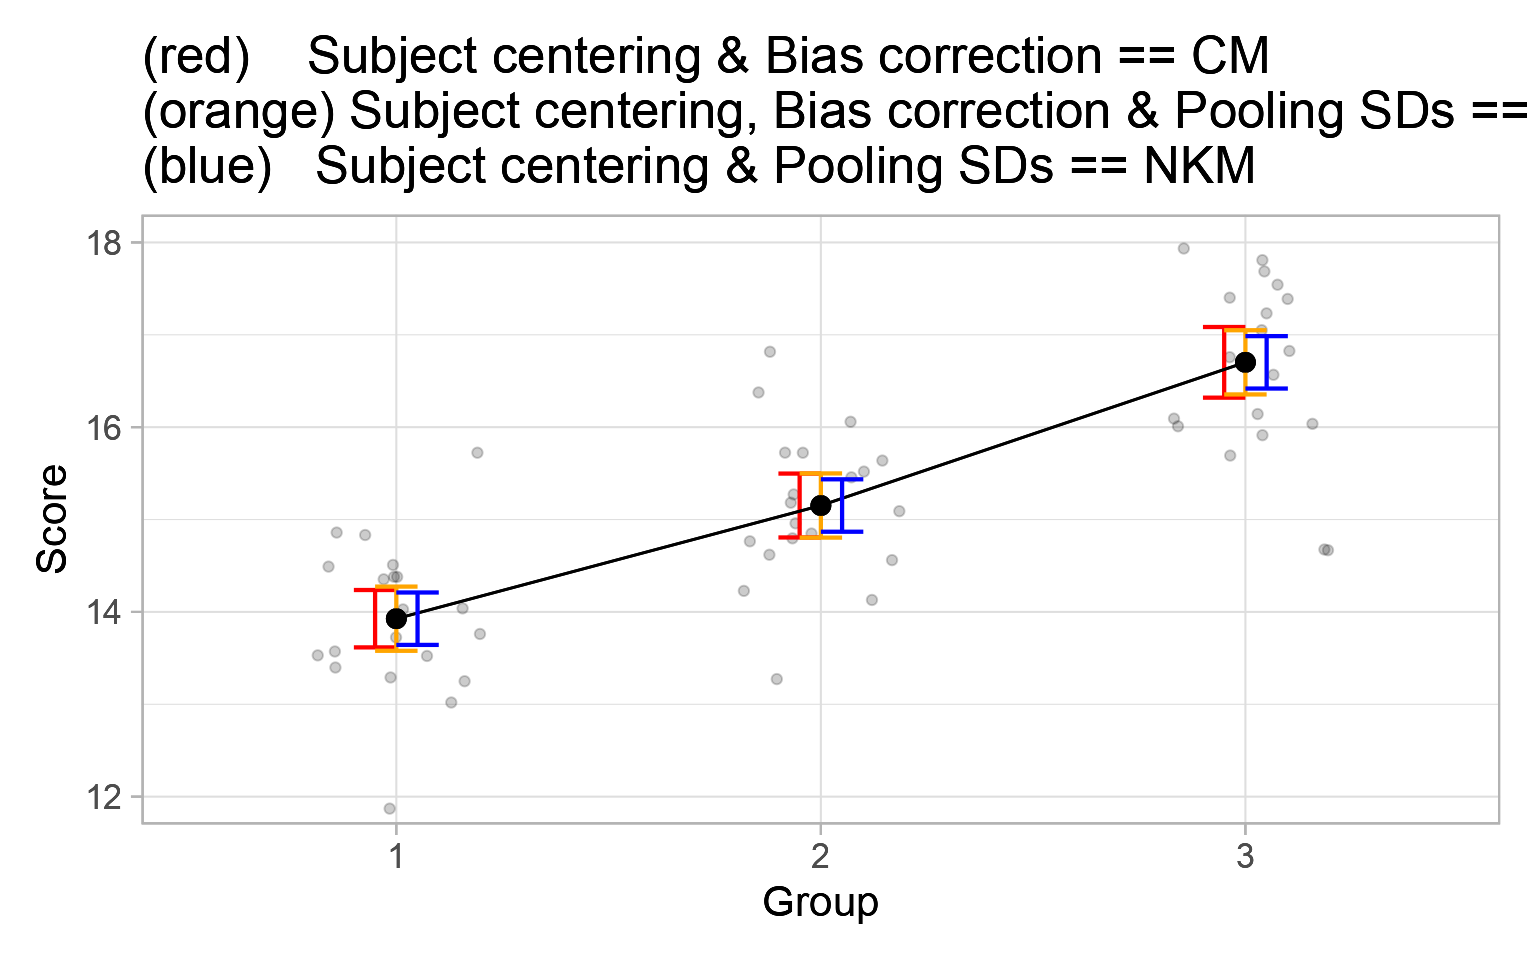 (red)    Subject centering & Bias correction == CM
(orange) Subject centering, Bias correction & Pooling SDs ==
(blue)   Subject centering & Pooling SDs == NKM
18
16
14
12
Score
1 2 3
Group